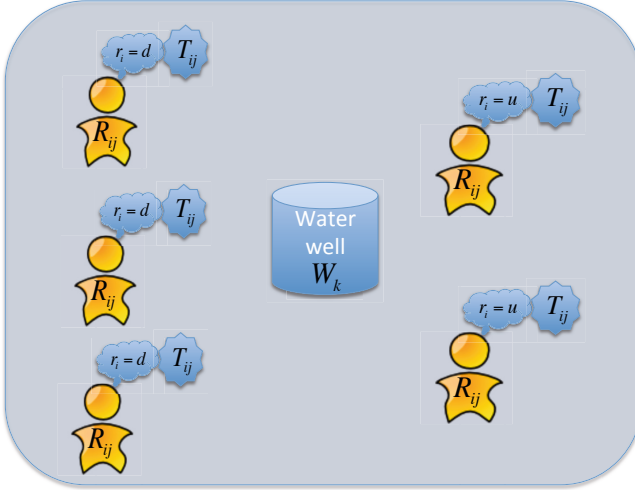 r_i = d T_ij
R_ij
r_i = d T_ij
R_ij
r_i = d T_ij
R_ij
Water
well
W_k
r_i = u T_ij
R_ij
r_i = u T_ij
R_ij